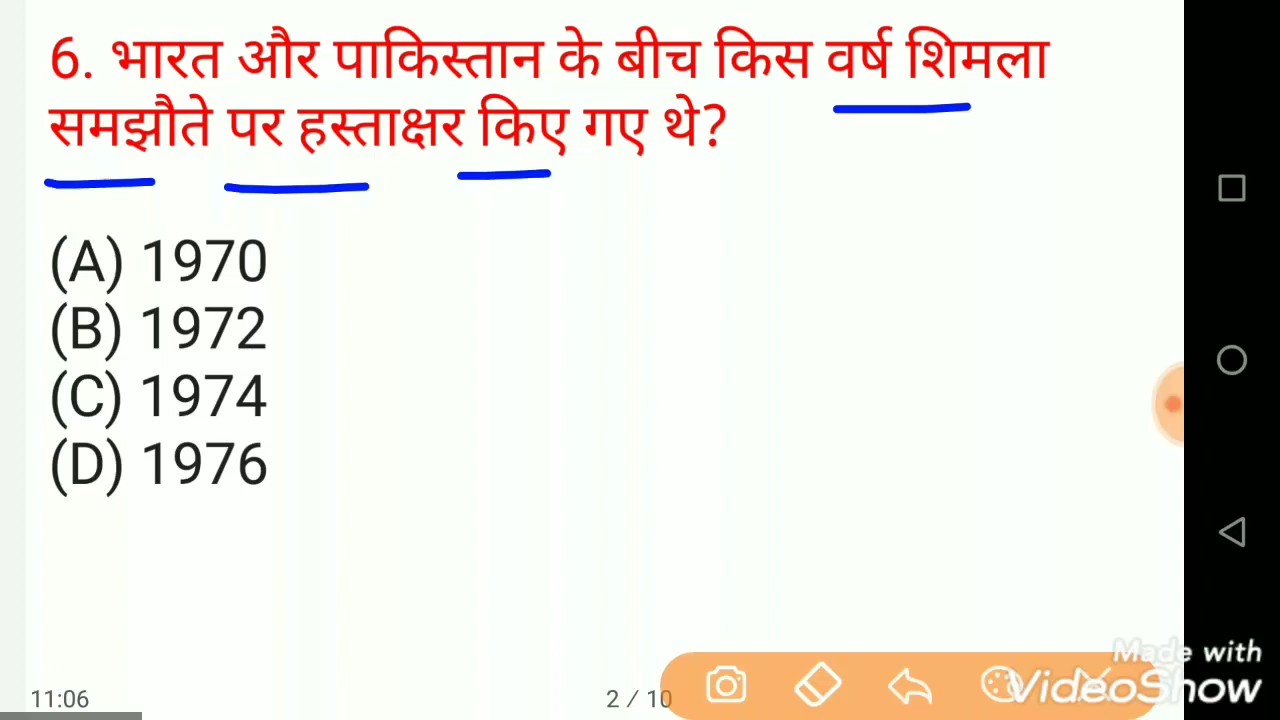 6. भारत और पाकिस्तान के बीच किस वर्ष शिमला
समझौते पर हस्ताक्षर किए गए थे?
(A) 1970
(B) 1972
(C) 1974
(D) 1976
11:06
2 / 10
Made with
VideoShow